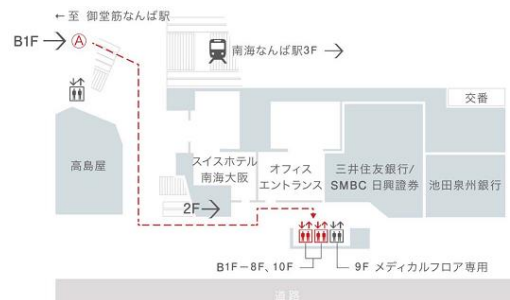 ←至 御堂筋なんば駅
B1F→Ⓐ
南海なんば駅3F →
交番
高島屋
スイスホテル
南海大阪
オフィス
エントランス
三井住友銀行/
SMBC 日興證券
池田泉州銀行
2F→
B1F－8F、10F
9F メディカルフロア専用
道路